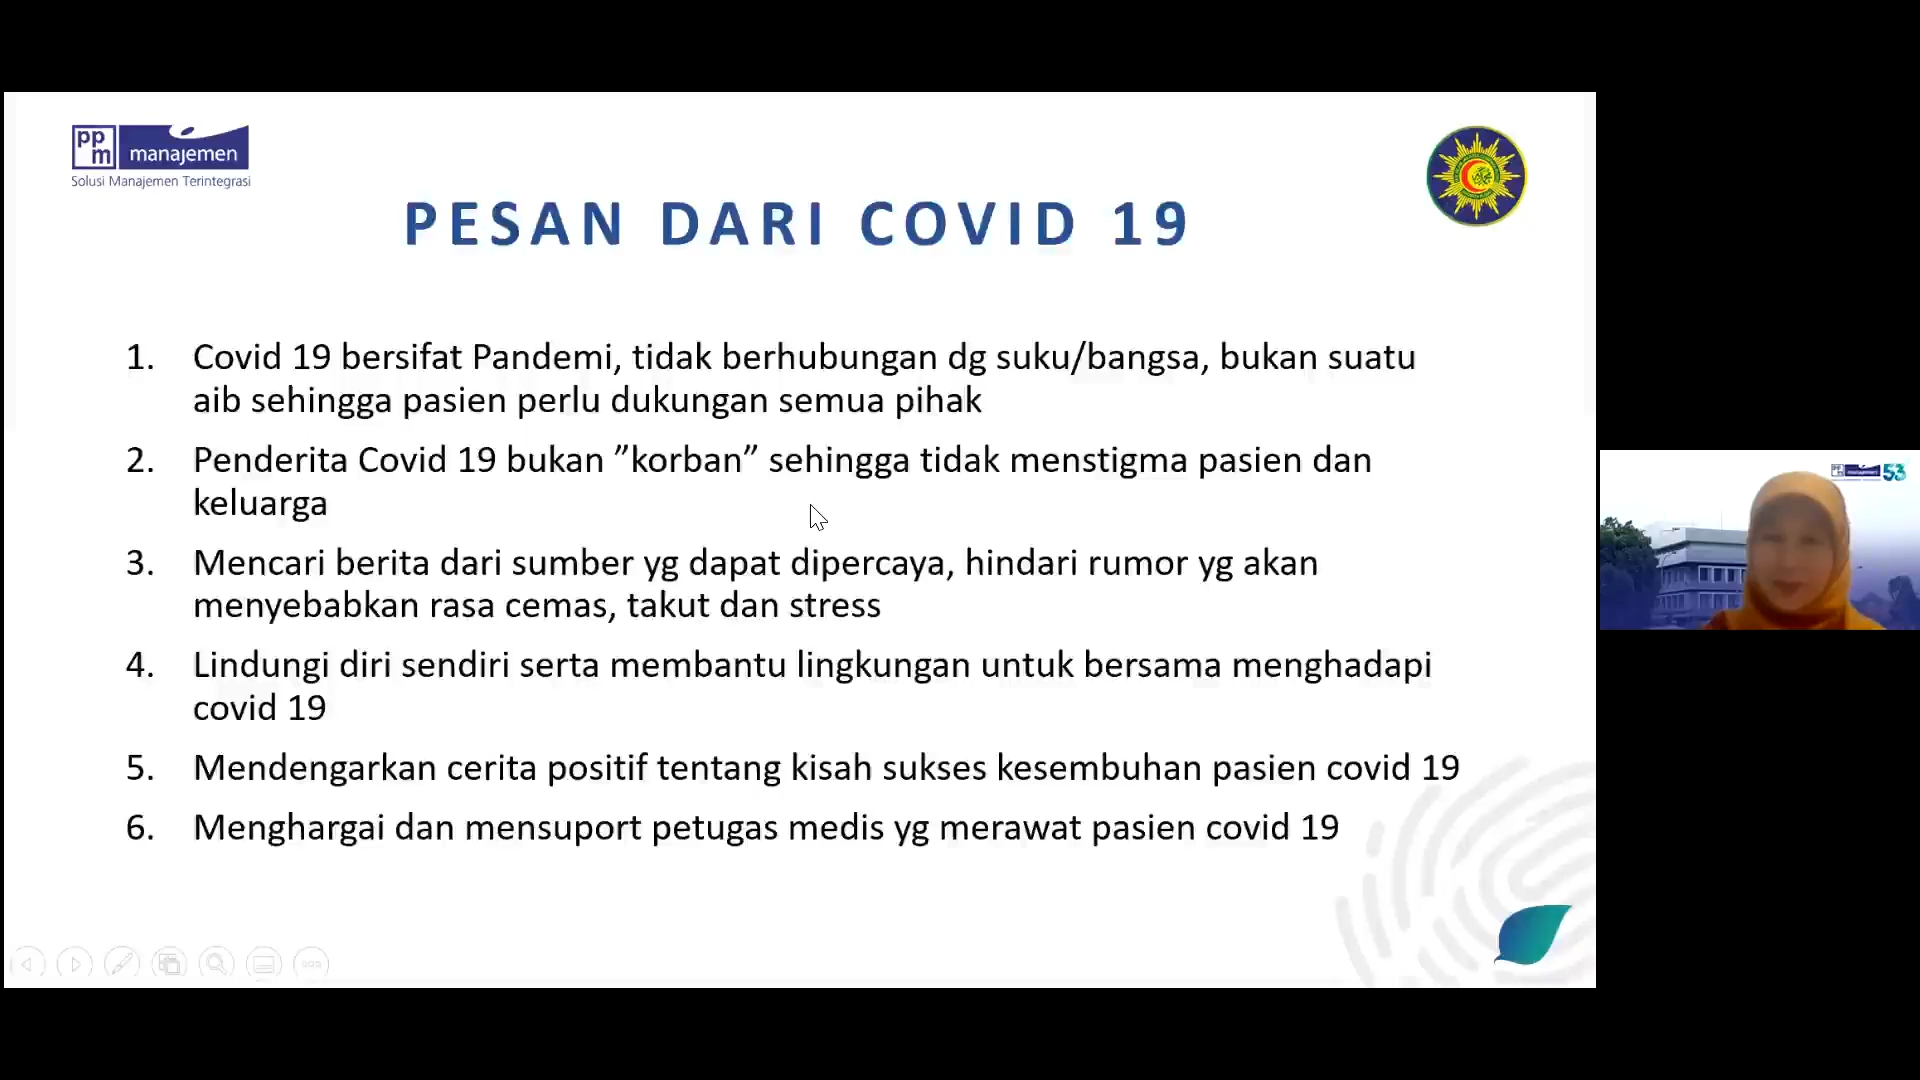 pp
m
manajemen
Solusi Manajemen Terintegrasi
PESAN DARI COVID 19
1. Covid 19 bersifat Pandemi, tidak berhubungan dg suku/bangsa, bukan suatu
aib sehingga pasien perlu dukungan semua pihak
2. Penderita Covid 19 bukan ”korban” sehingga tidak menstigma pasien dan
keluarga
3. Mencari berita dari sumber yg dapat dipercaya, hindari rumor yg akan
menyebabkan rasa cemas, takut dan stress
4. Lindungi diri sendiri serta membantu lingkungan untuk bersama menghadapi
covid 19
5. Mendengarkan cerita positif tentang kisah sukses kesembuhan pasien covid 19
6. Menghargai dan mensuport petugas medis yg merawat pasien covid 19
53